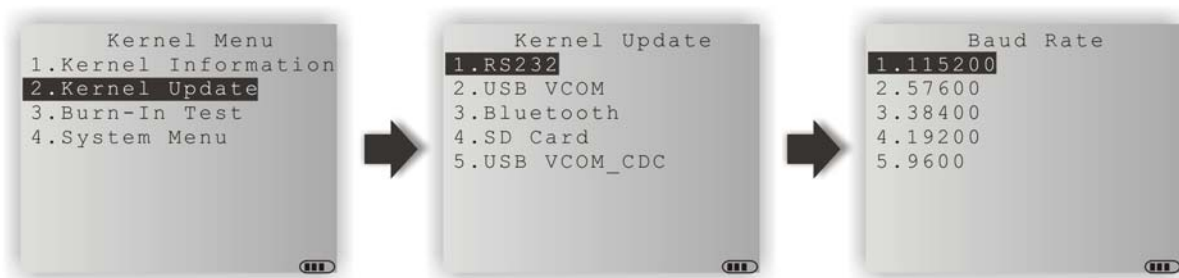 Kernel Menu
1.Kernel Information
2.Kernel Update
3.Burn-In Test
4.System Menu
Kernel Update
1.RS232
2.USB VCOM
3.Bluetooth
4.SD Card
5.USB VCOM_CDC
Baud Rate
1.115200
2.57600
3.38400
4.19200
5.9600